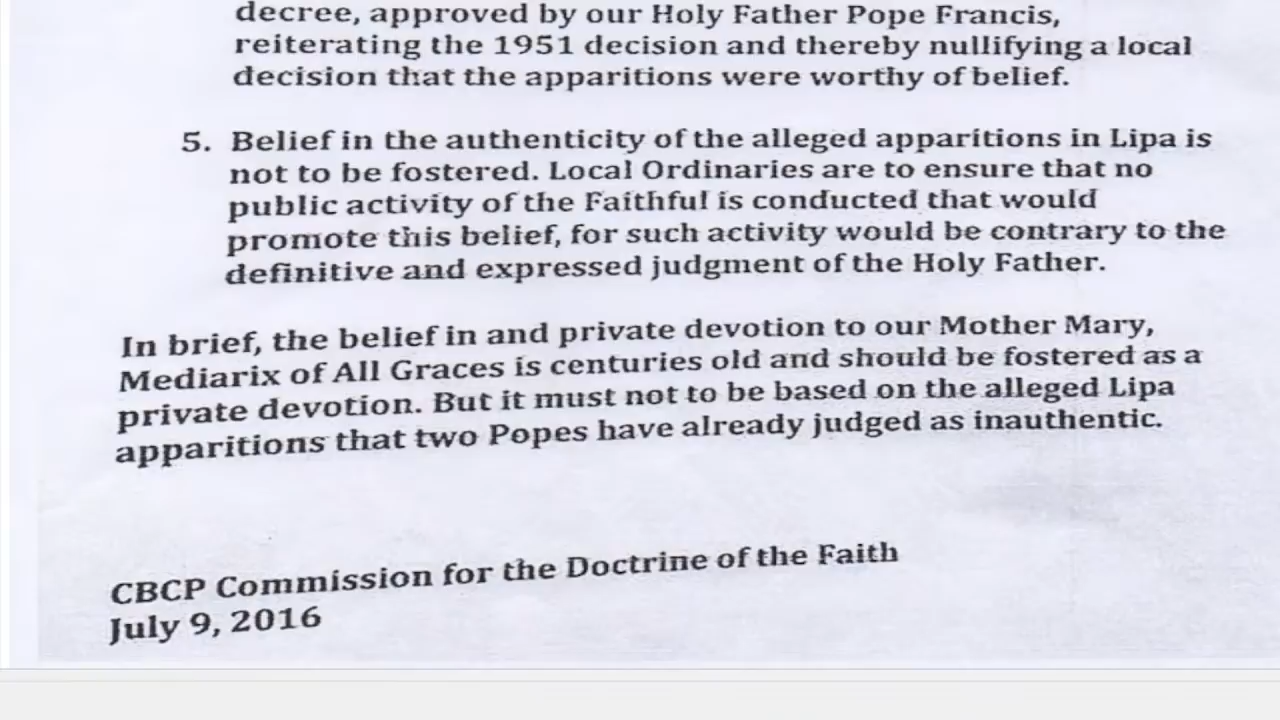 decree, approved by our Holy Father Pope Francis,
reiterating the 1951 decision and thereby nullifying a local
decision that the apparitions were worthy of belief.
5. Belief in the authenticity of the alleged apparitions in Lipa is
not to be fostered. Local Ordinaries are to ensure that no
public activity of the Faithful is conducted that would
promote this belief, for such activity would be contrary to the
definitive and expressed judgment of the Holy Father.
In brief, the belief in and private devotion to our Mother Mary,
Mediarix of All Graces is centuries old and should be fostered as a
private devotion. But it must not to be based on the alleged Lipa
apparitions that two Popes have already judged as inauthentic.
CBCP Commission for the Doctrine of the Faith
July 9, 2016